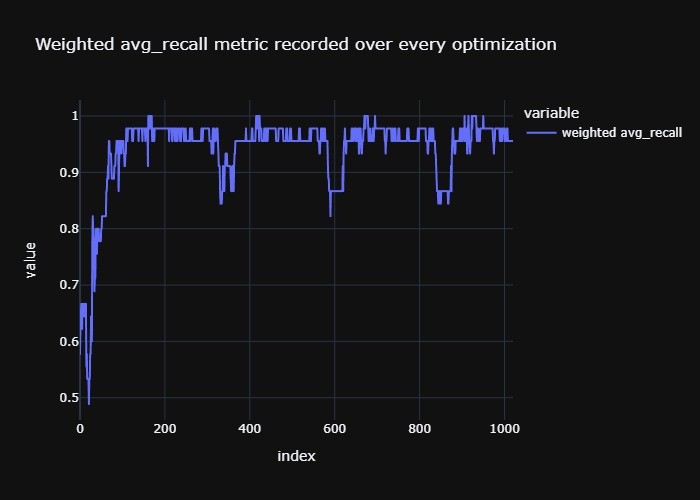 Weighted avg_recall metric recorded over every optimization
variable
weighted avg_recall
value
1
0.9
0.8
0.7
0.6
0.5
0
200
400
600
800
1000
index